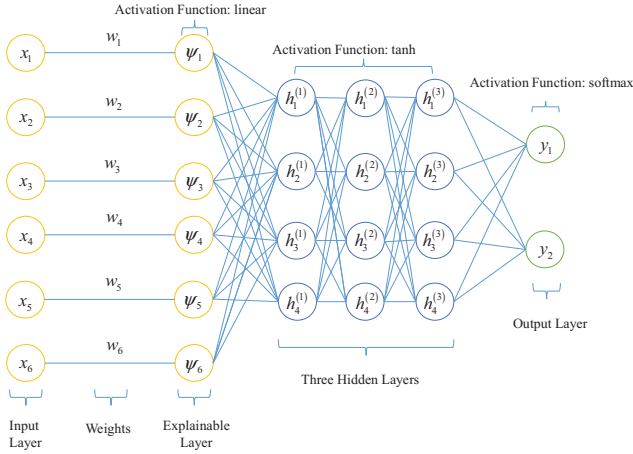 Activation Function: linear
Activation Function: tanh
Activation Function: softmax
x₁ w₁ ψ₁
x₂ w₂ ψ₂
x₃ w₃ ψ₃
x₄ w₄ ψ₄
x₅ w₅ ψ₅
x₆ w₆ ψ₆
h₁⁽¹⁾ h₁⁽²⁾ h₁⁽³⁾
h₂⁽¹⁾ h₂⁽²⁾ h₂⁽³⁾
h₃⁽¹⁾ h₃⁽²⁾ h₃⁽³⁾
h₄⁽¹⁾ h₄⁽²⁾ h₄⁽³⁾
y₁
y₂
Output Layer
Three Hidden Layers
Input
Layer
Weights
Explainable
Layer